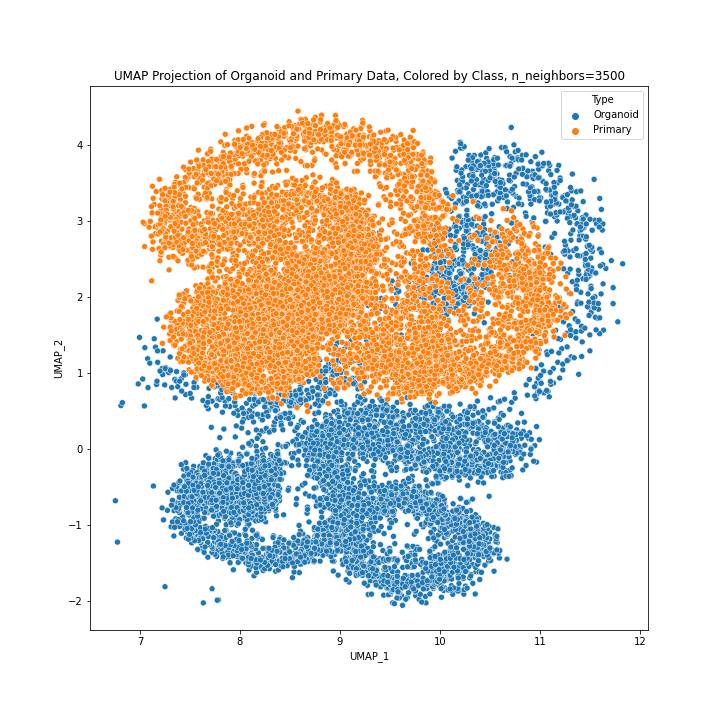 UMAP Projection of Organoid and Primary Data, Colored by Class, n_neighbors=3500
Type
Organoid
Primary
4
3
2
1
0
−1
−2
UMAP_2
7 8 9 10 11 12
UMAP_1